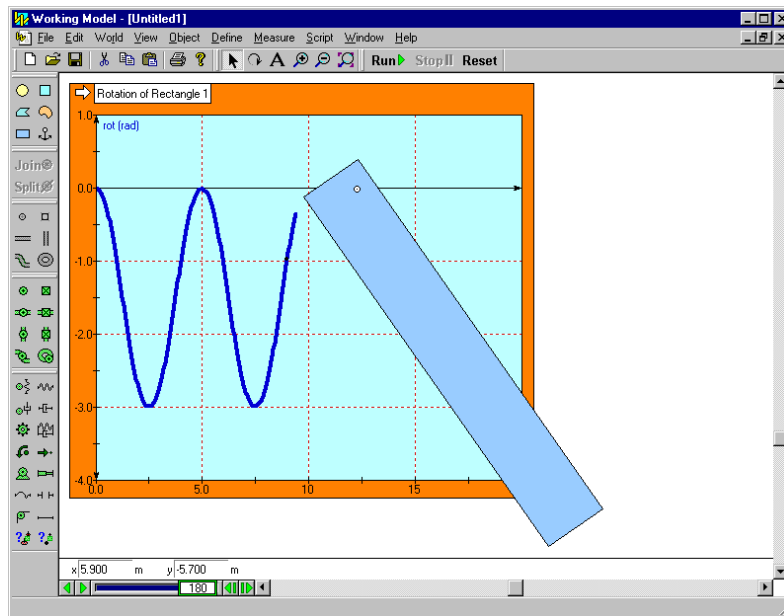 Working Model - [Untitled1]
File Edit World View Object Define Measure Script Window Help
A Run Stop Reset
Join
Split
Rotation of Rectangle 1
rot (rad)
1.0
0.0
-1.0
-2.0
-3.0
-4.0
0.0 5.0 10 15
x 5.900 m y -5.700 m
180